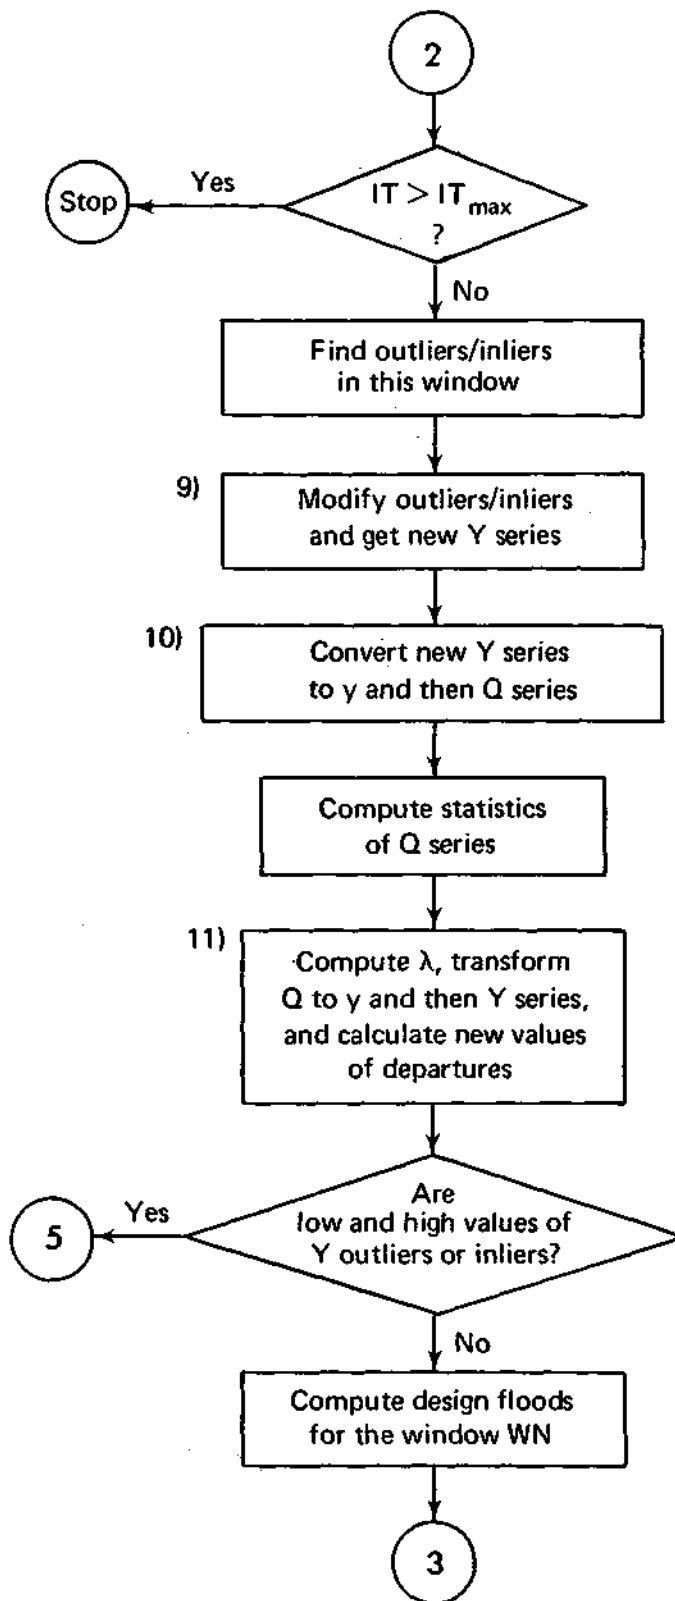 2
Yes
Stop
IT > ITmax
?
No
Find outliers/inliers
in this window
9)
Modify outliers/inliers
and get new Y series
10)
Convert new Y series
to y and then Q series
Compute statistics
of Q series
11)
Compute λ, transform
Q to y and then Y series,
and calculate new values
of departures
Are
low and high values of
Y outliers or inliers?
Yes
5
No
Compute design floods
for the window WN
3